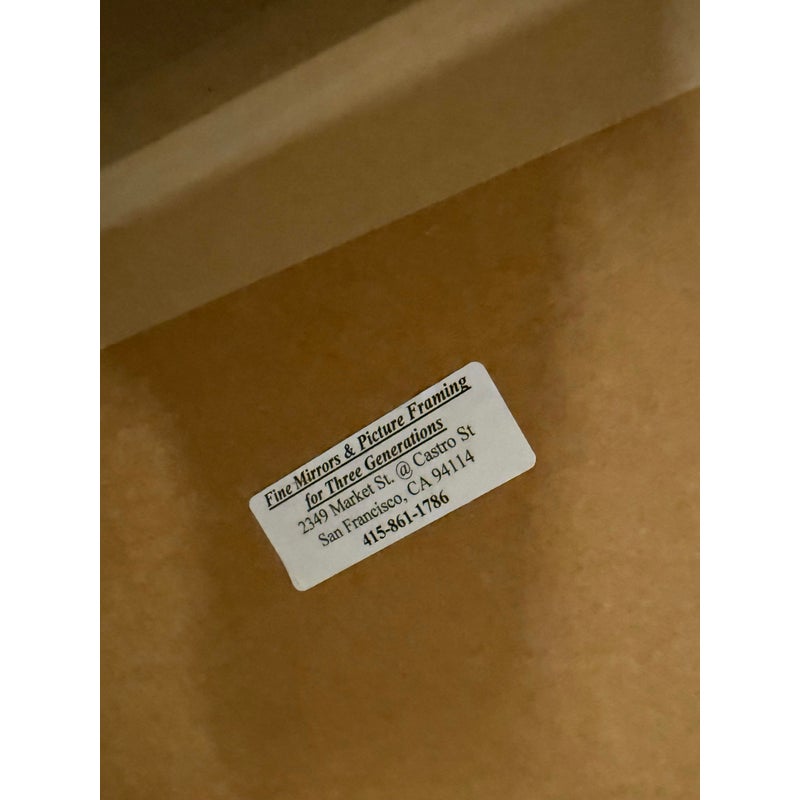 Fine Mirrors & Picture Framing
for Three Generations
2349 Market St. @ Castro St
San Francisco, CA 94114
415-861-1786